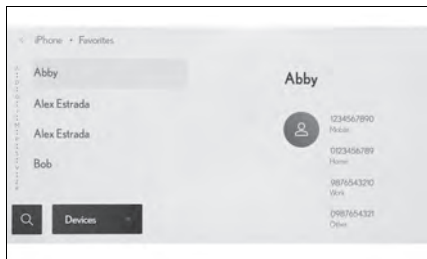 iPhone • Favorites
Abby
Alex Estrada
Alex Estrada
Bob
Devices
Abby
1234567890
Mobile
0123456789
Home
9876543210
Work
0987654321
Other